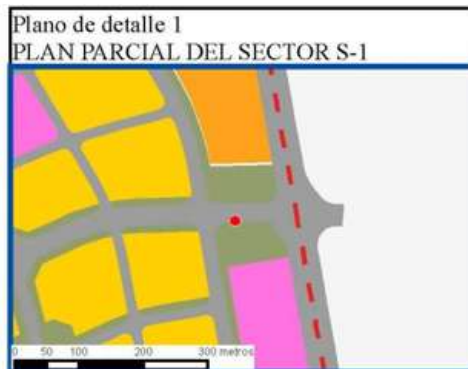 Plano de detalle 1
PLAN PARCIAL DEL SECTOR S-1
0 50 100 200 300 metros